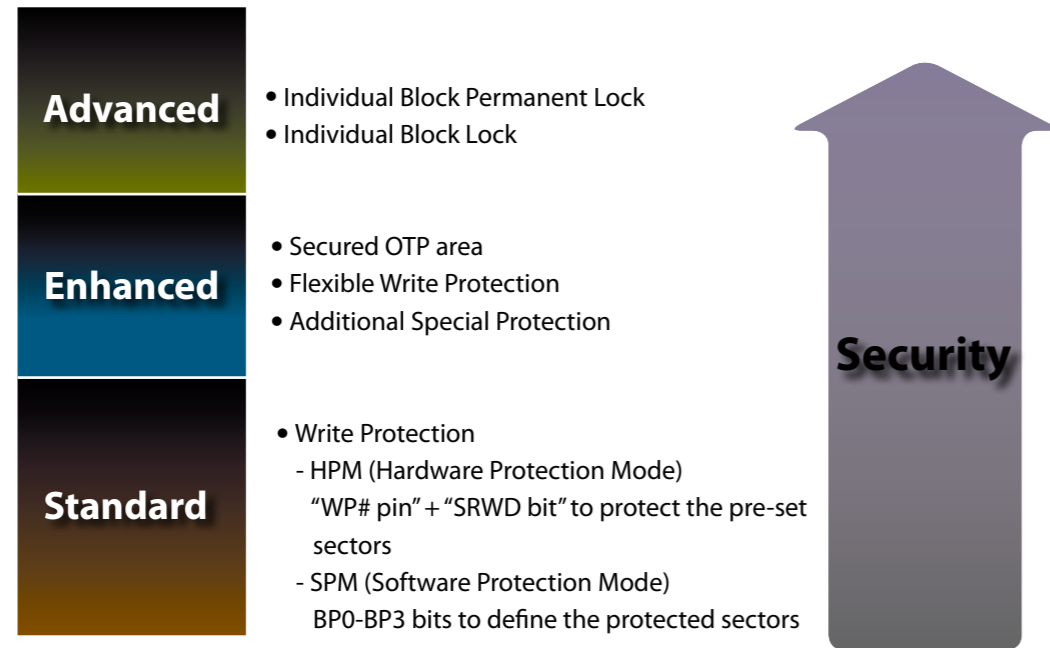 Advanced
• Individual Block Permanent Lock
• Individual Block Lock
Enhanced
• Secured OTP area
• Flexible Write Protection
• Additional Special Protection
Security
Standard
• Write Protection
- HPM (Hardware Protection Mode)
“WP# pin” + “SRWD bit” to protect the pre-set
sectors
- SPM (Software Protection Mode)
BP0-BP3 bits to define the protected sectors